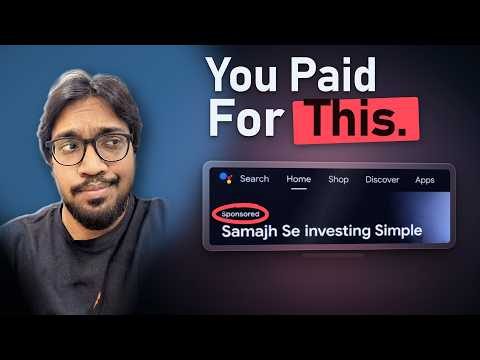 You Paid
For This.
Search Home Shop Discover Apps
Sponsored
Samajh Se investing Simple